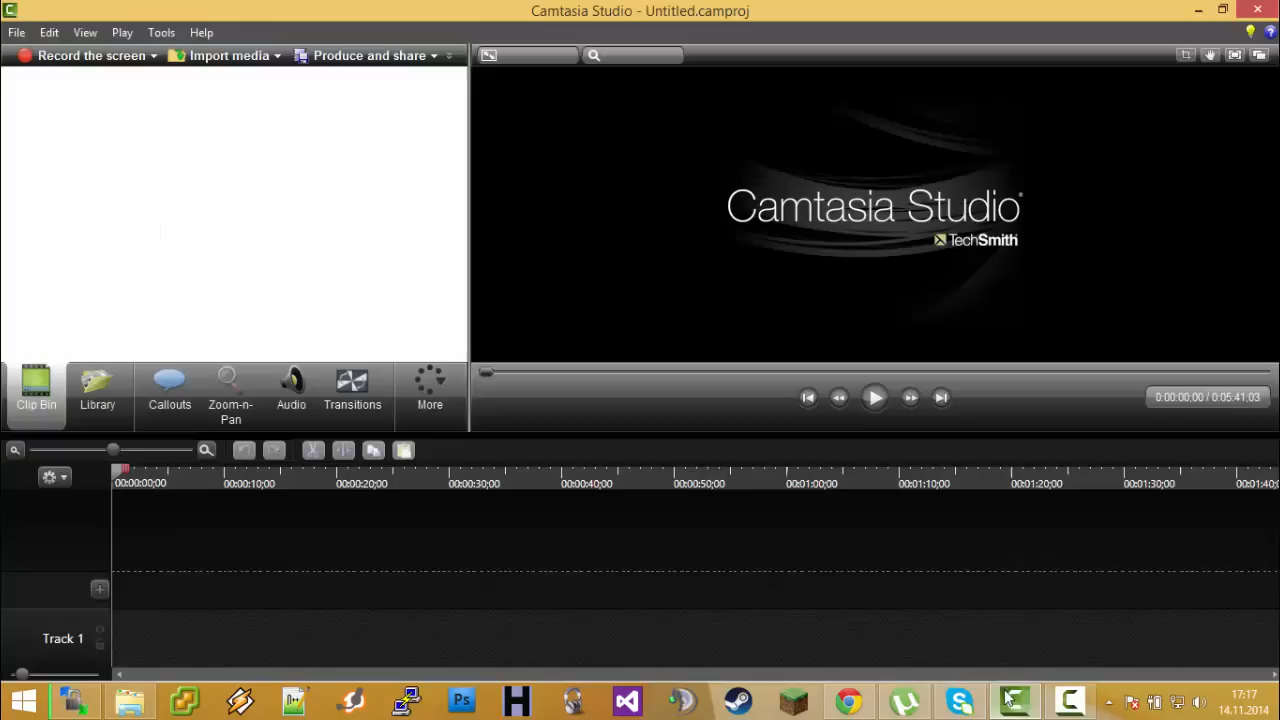 Camtasia Studio - Untitled.camproj
File Edit View Play Tools Help
Record the screen Import media Produce and share
Camtasia Studio
TechSmith
Clip Bin Library Callouts Zoom-n-Pan Audio Transitions More
0:00:00;00 / 0:05:41;03
00:00:00;00 00:00:10;00 00:00:20;00 00:00:30;00 00:00:40;00 00:00:50;00 00:01:00;00 00:01:10;00 00:01:20;00 00:01:30;00 00:01:40;
Track 1
Ps
17:17
14.11.2014